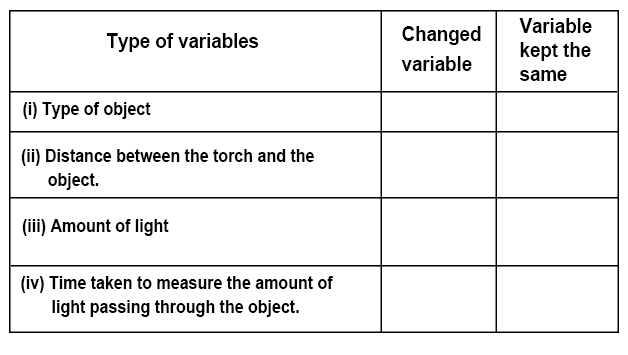 Type of variables
Changed
variable
Variable
kept the
same
(i) Type of object
(ii) Distance between the torch and the
object.
(iii) Amount of light
(iv) Time taken to measure the amount of
light passing through the object.